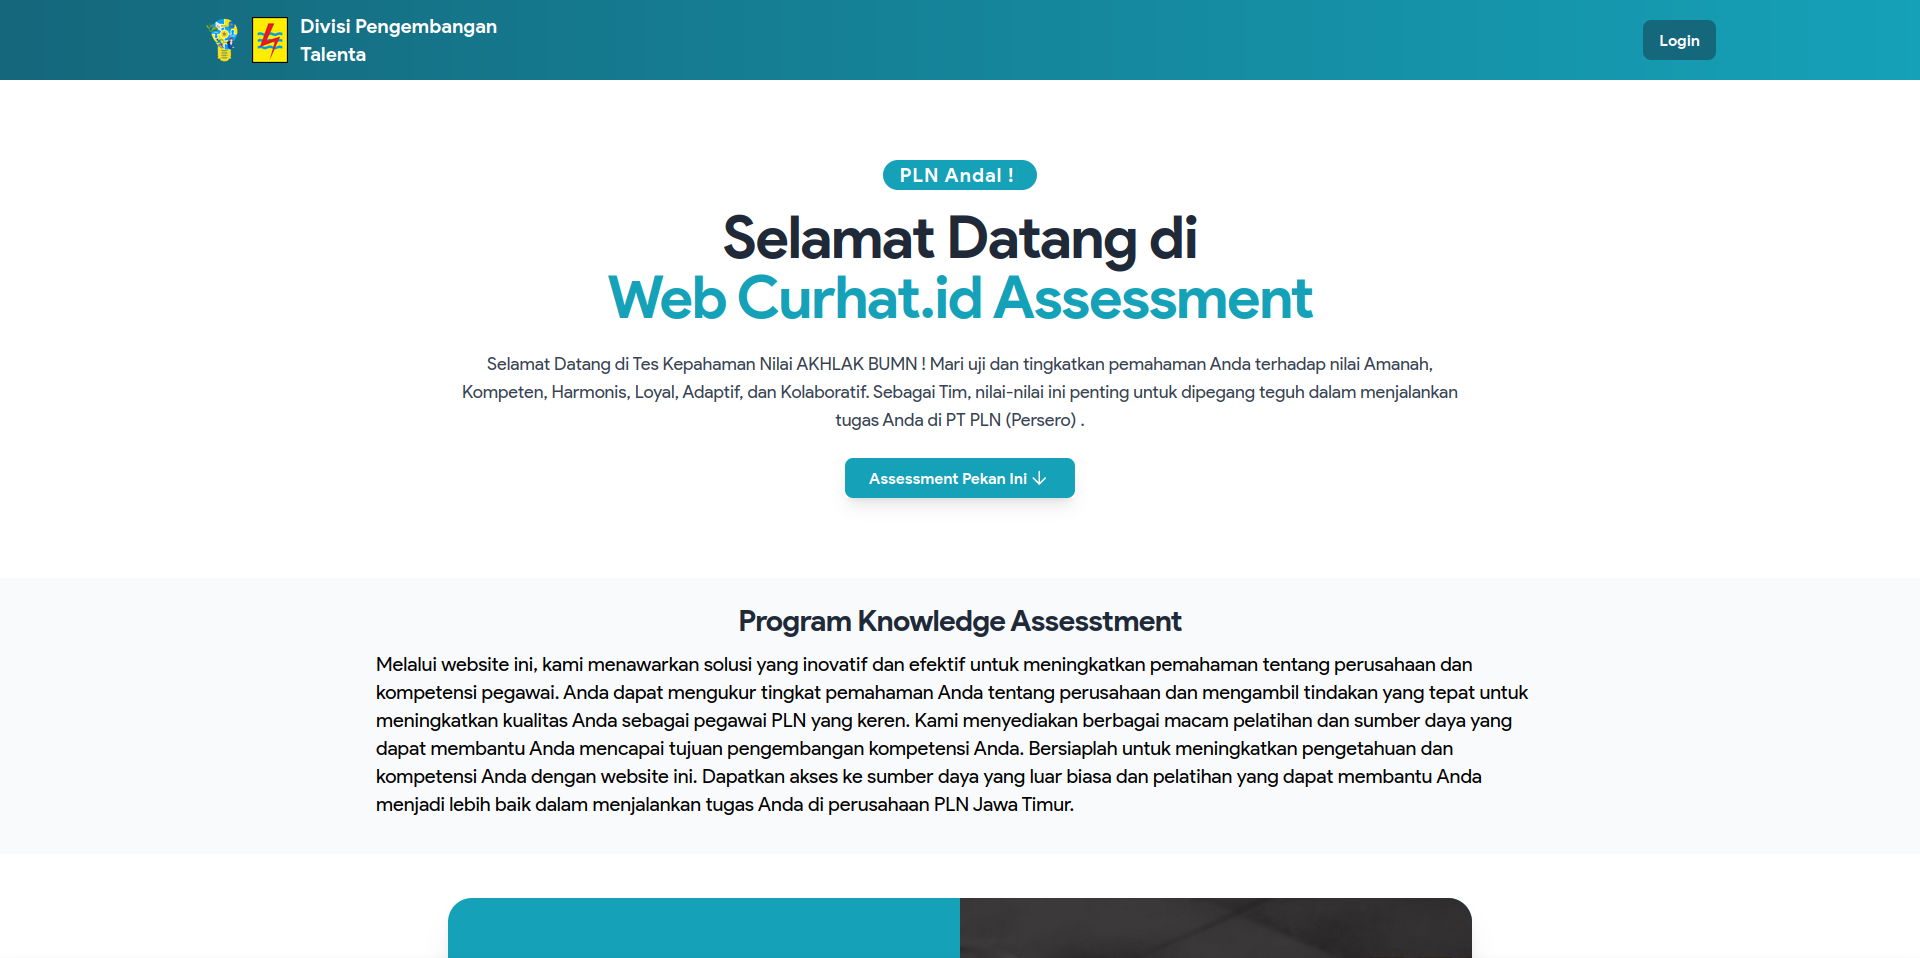 Divisi Pengembangan
Talenta
Login
PLN Andal !
Selamat Datang di
Web Curhat.id Assessment
Selamat Datang di Tes Kepahaman Nilai AKHLAK BUMN ! Mari uji dan tingkatkan pemahaman Anda terhadap nilai Amanah,
Kompeten, Harmonis, Loyal, Adaptif, dan Kolaboratif. Sebagai Tim, nilai-nilai ini penting untuk dipegang teguh dalam menjalankan
tugas Anda di PT PLN (Persero) .
Assessment Pekan Ini
Program Knowledge Assesstment
Melalui website ini, kami menawarkan solusi yang inovatif dan efektif untuk meningkatkan pemahaman tentang perusahaan dan
kompetensi pegawai. Anda dapat mengukur tingkat pemahaman Anda tentang perusahaan dan mengambil tindakan yang tepat untuk
meningkatkan kualitas Anda sebagai pegawai PLN yang keren. Kami menyediakan berbagai macam pelatihan dan sumber daya yang
dapat membantu Anda mencapai tujuan pengembangan kompetensi Anda. Bersiaplah untuk meningkatkan pengetahuan dan
kompetensi Anda dengan website ini. Dapatkan akses ke sumber daya yang luar biasa dan pelatihan yang dapat membantu Anda
menjadi lebih baik dalam menjalankan tugas Anda di perusahaan PLN Jawa Timur.